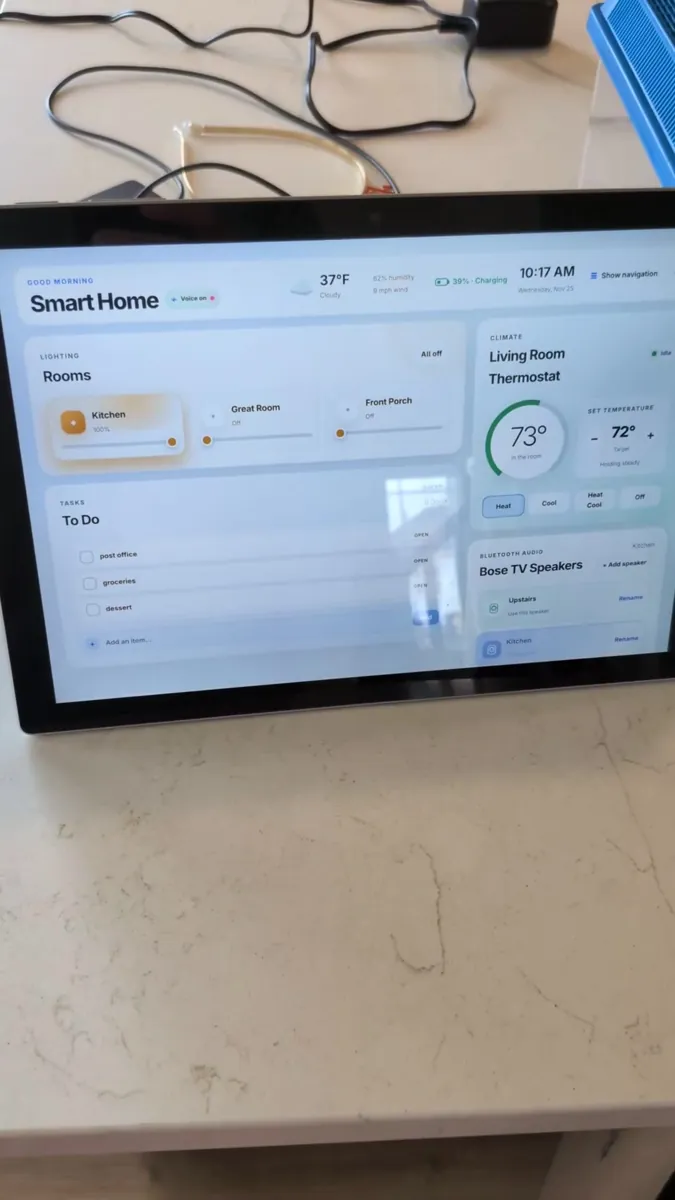 GOOD MORNING
Smart Home
Voice on
37°F
Cloudy
62% humidity
9 mph wind
39% · Charging
10:17 AM
Wednesday, Nov 25
Show navigation
LIGHTING
Rooms
All off
Kitchen
100%
Great Room
Off
Front Porch
Off
CLIMATE
Living Room
Thermostat
Idle
73°
in the room
SET TEMPERATURE
- 72° +
Target
Holding steady
Heat
Cool
Heat
Cool
Off
TASKS
To Do
OPEN
post office
OPEN
groceries
OPEN
dessert
+ Add an item...
BLUETOOTH AUDIO
Kitchen
Bose TV Speakers
+ Add speaker
Upstairs
Use this speaker
Rename
Kitchen
Rename